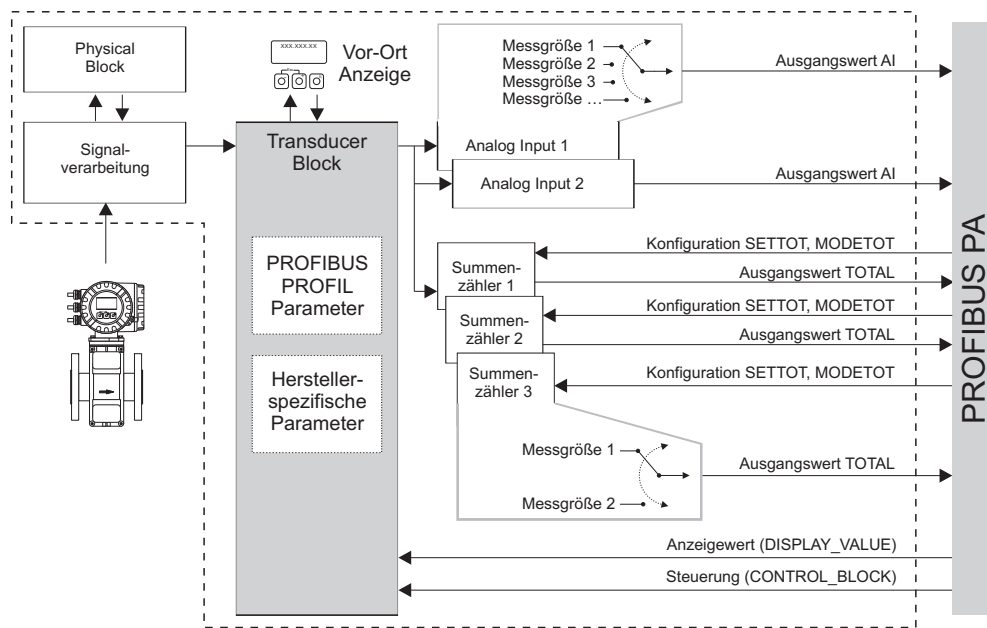 Physical
Block
Signal-
verarbeitung
xxx.xxx.xx
Vor-Ort
Anzeige
Transducer
Block
PROFIBUS
PROFIL
Parameter
Hersteller-
spezifische
Parameter
Messgröße 1
Messgröße 2
Messgröße 3
Messgröße ...
Analog Input 1
Ausgangswert AI
Analog Input 2
Ausgangswert AI
Summen-
zähler 1
Konfiguration SETTOT, MODETOT
Ausgangswert TOTAL
Summen-
zähler 2
Konfiguration SETTOT, MODETOT
Ausgangswert TOTAL
Summen-
zähler 3
Konfiguration SETTOT, MODETOT
Messgröße 1
Messgröße 2
Ausgangswert TOTAL
Anzeigewert (DISPLAY_VALUE)
Steuerung (CONTROL_BLOCK)
PROFIBUS PA